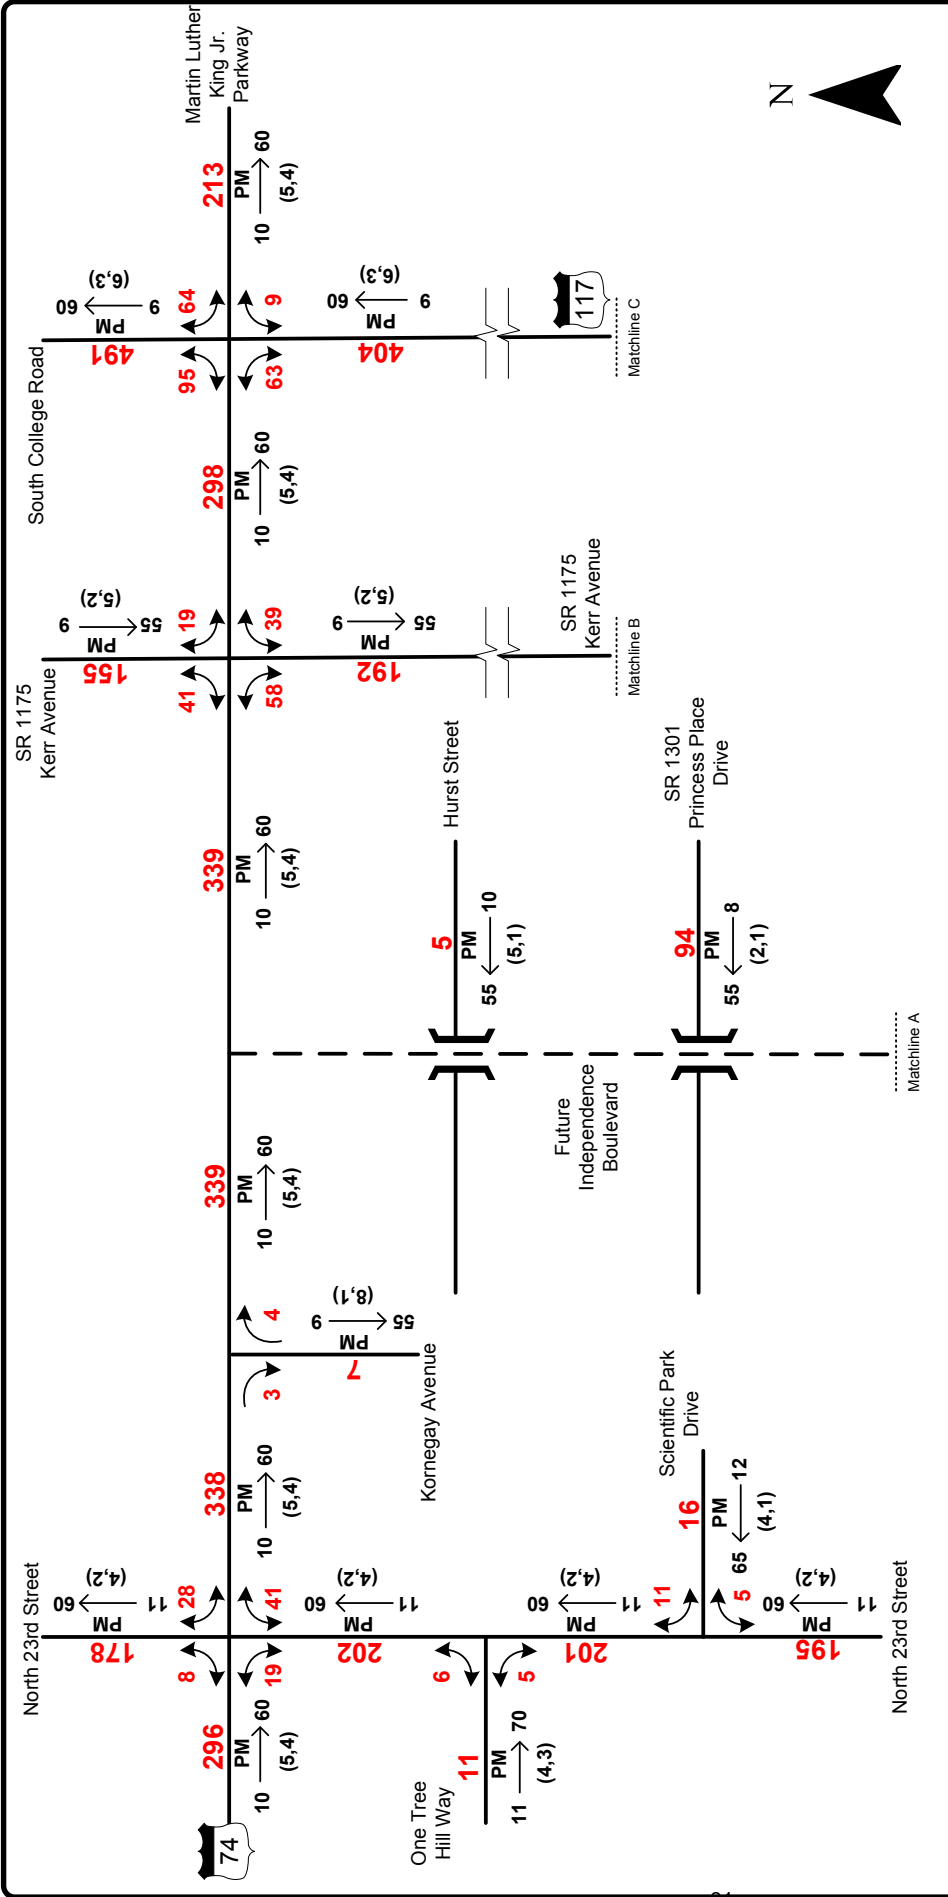 Martin Luther
King Jr.
Parkway
N
213
PM
10 60
(5,4)
South College Road
491
PM
9 60
(6,3)
64
95
9
63
404
PM
9 60
(6,3)
117
Matchline C
298
PM
10 60
(5,4)
SR 1175
Kerr Avenue
155
PM
9 55
(5,2)
19
41
39
58
192
PM
9 55
(5,2)
SR 1175
Kerr Avenue
Matchline B
339
PM
10 60
(5,4)
Hurst Street
5
PM
55 10
(5,1)
SR 1301
Princess Place
Drive
94
PM
55 8
(2,1)
Future
Independence
Boulevard
Matchline A
339
PM
10 60
(5,4)
4
3
7
PM
9 55
(8,1)
Kornegay Avenue
338
PM
10 60
(5,4)
North 23rd Street
178
PM
11 60
(4,2)
28
8
41
19
202
PM
11 60
(4,2)
296
PM
10 60
(5,4)
74
One Tree
Hill Way
11
PM
11 70
(4,3)
6
5
201
PM
11 60
(4,2)
Scientific Park
Drive
16
PM
65 12
(4,1)
11
5
195
PM
11 60
(4,2)
North 23rd Street